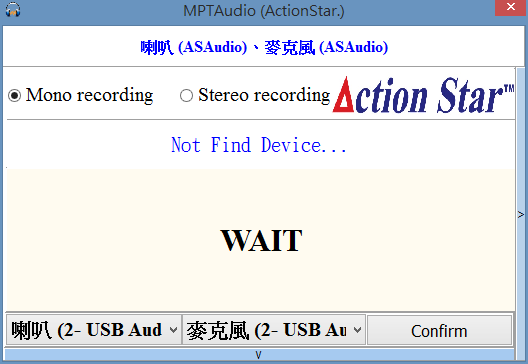 MPTAudio (ActionStar.)
喇叭 (ASAudio)、麥克風 (ASAudio)
Mono recording
Stereo recording
Action Star™
Not Find Device...
WAIT
喇叭 (2- USB Aud
麥克風 (2- USB Au
Confirm